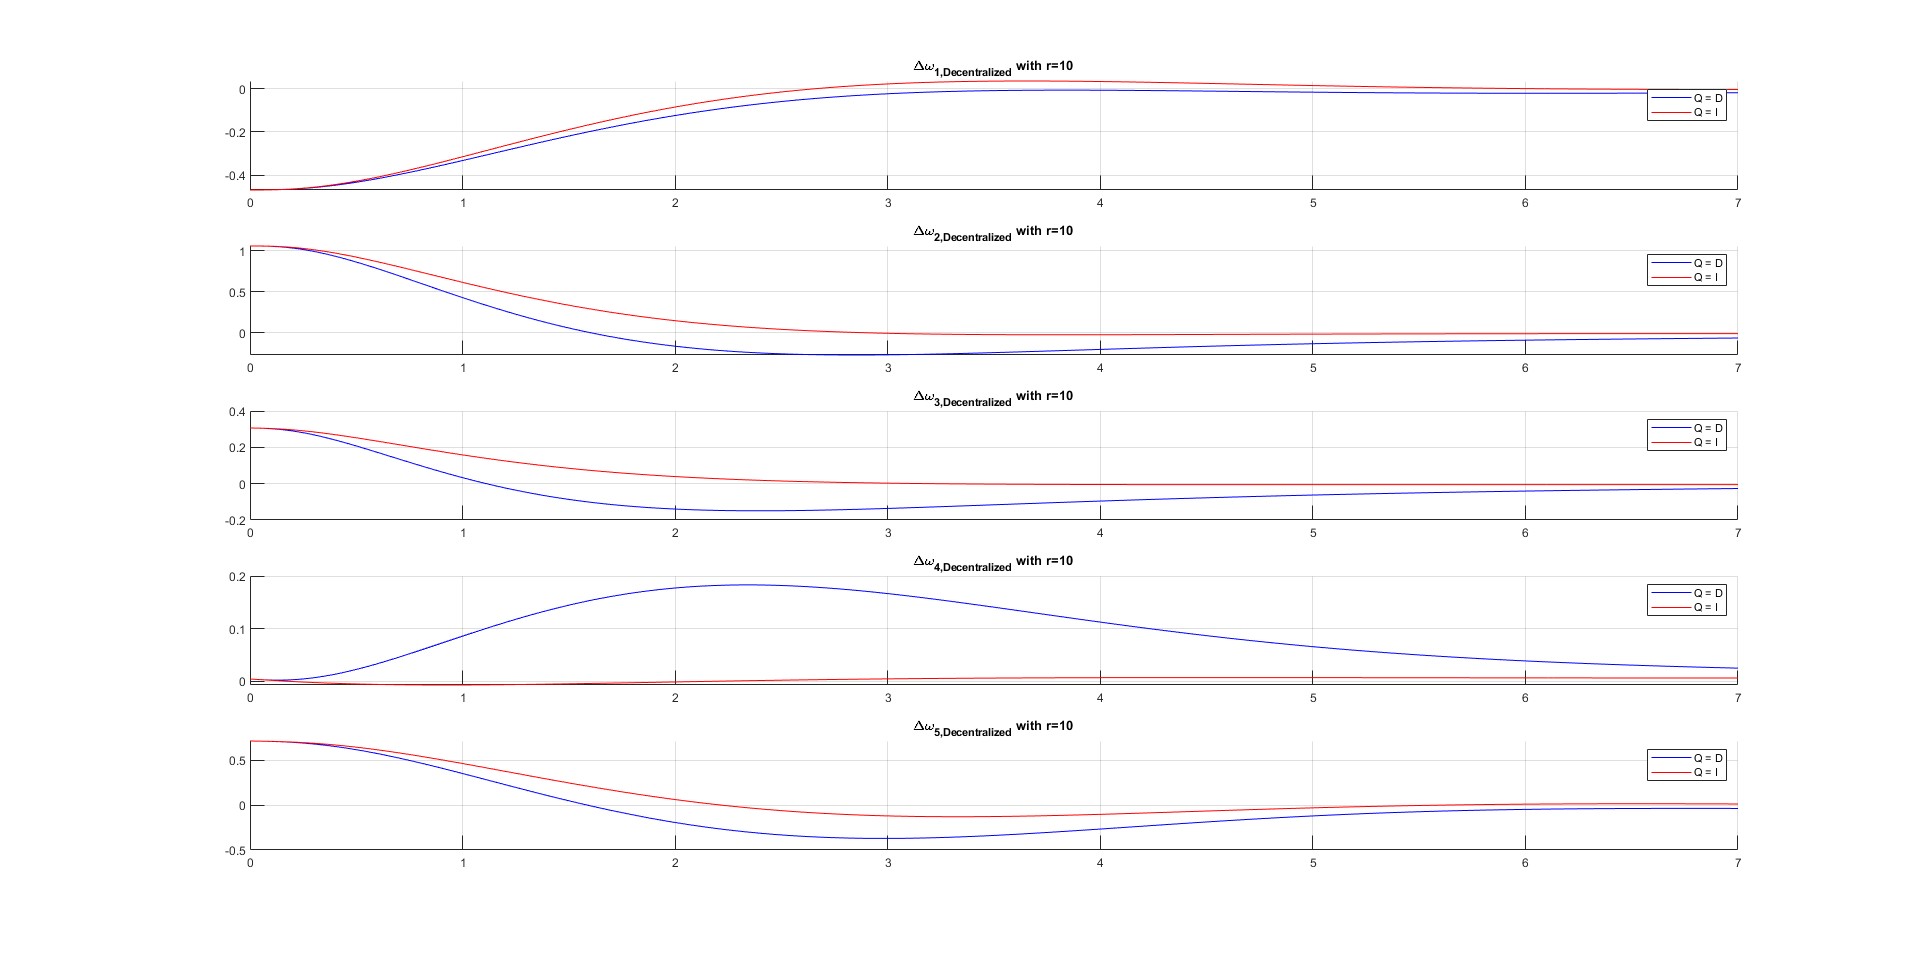 Δω1,Decentralized with r=10
0
-0.2
-0.4
Q = D
Q = I
0 1 2 3 4 5 6 7
Δω2,Decentralized with r=10
1
0.5
0
Q = D
Q = I
0 1 2 3 4 5 6 7
Δω3,Decentralized with r=10
0.4
0.2
0
-0.2
Q = D
Q = I
0 1 2 3 4 5 6 7
Δω4,Decentralized with r=10
0.2
0.1
0
Q = D
Q = I
0 1 2 3 4 5 6 7
Δω5,Decentralized with r=10
0.5
0
-0.5
Q = D
Q = I
0 1 2 3 4 5 6 7